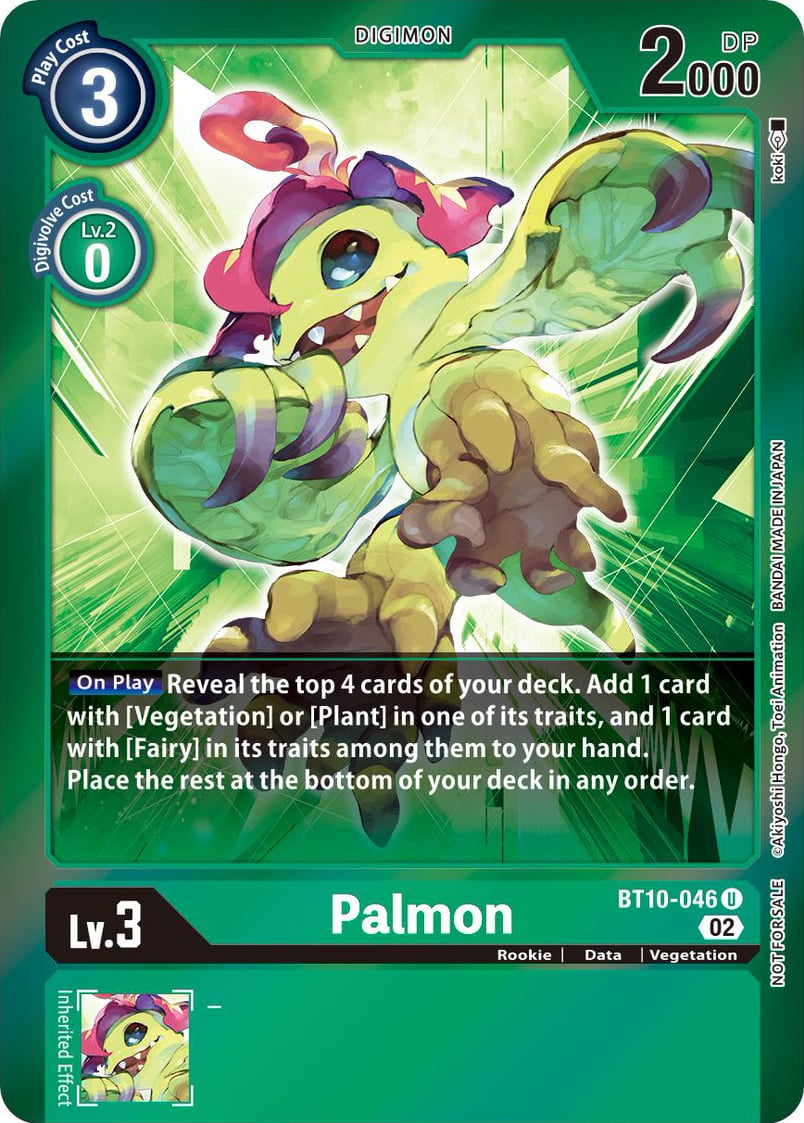 DIGIMON
Play Cost
3
2000
DP
koki
Digivolve Cost
Lv.2
0
On Play Reveal the top 4 cards of your deck. Add 1 card
with [Vegetation] or [Plant] in one of its traits, and 1 card
with [Fairy] in its traits among them to your hand.
Place the rest at the bottom of your deck in any order.
©Akiyoshi Hongo, Toei Animation BANDAI MADE IN JAPAN
NOT FOR SALE
Lv.3
Palmon
BT10-046 U
02
Rookie | Data | Vegetation
Inherited Effect
–